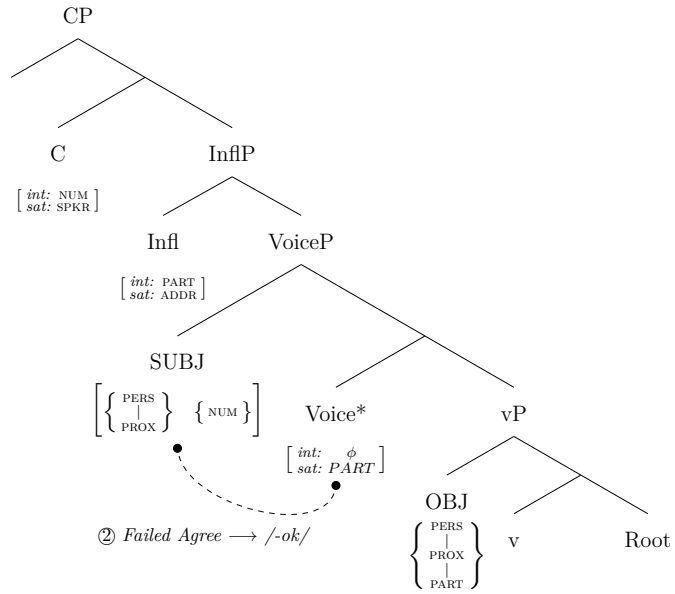 CP
C
InflP
[ int: NUM
sat: SPKR ]
Infl
VoiceP
[ int: PART
sat: ADDR ]
SUBJ
[ { PERS
|
PROX } { NUM } ]
Voice*
vP
[ int: ϕ
sat: PART ]
OBJ
{ PERS
|
PROX
|
PART }
v
Root
② Failed Agree ⟶ /-ok/